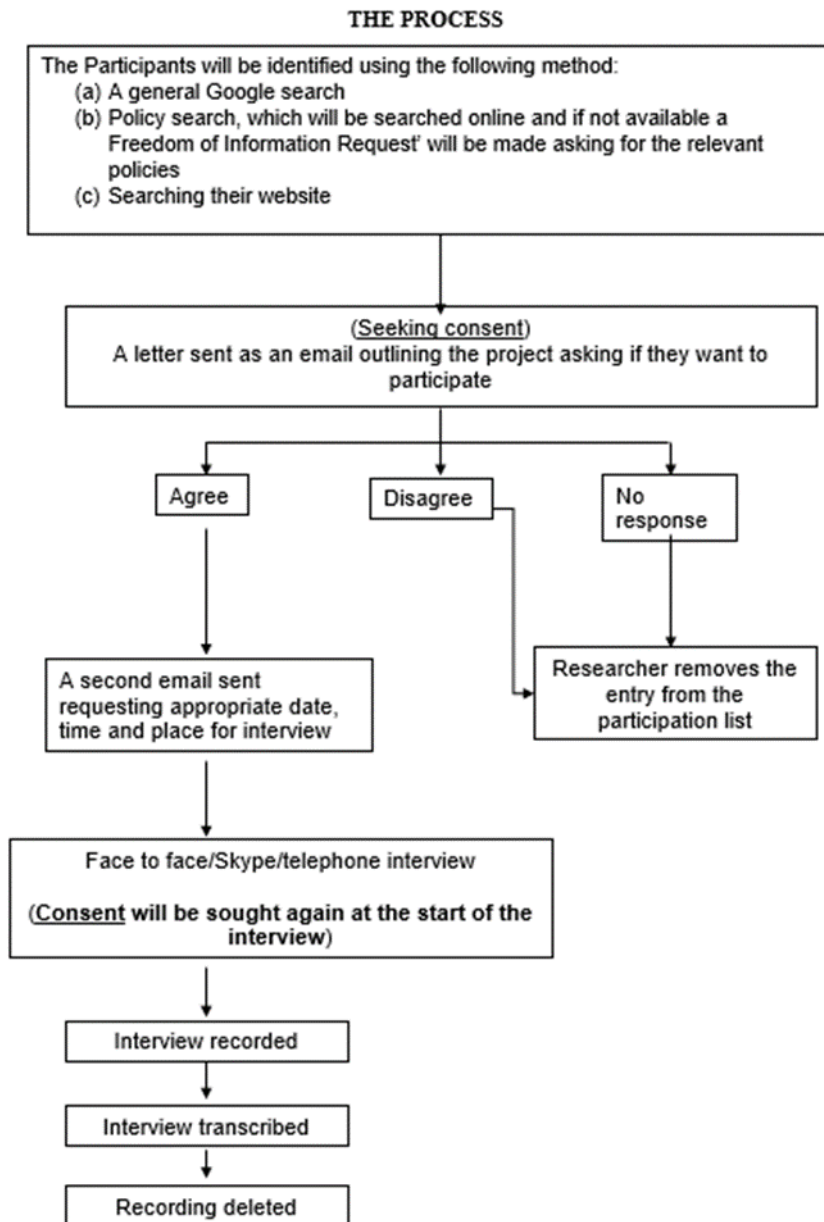 THE PROCESS
The Participants will be identified using the following method:
(a) A general Google search
(b) Policy search, which will be searched online and if not available a
Freedom of Information Request’ will be made asking for the relevant
policies
(c) Searching their website
(Seeking consent)
A letter sent as an email outlining the project asking if they want to
participate
Agree
Disagree
No
response
A second email sent
requesting appropriate date,
time and place for interview
Researcher removes the
entry from the
participation list
Face to face/Skype/telephone interview
(Consent will be sought again at the start of the
interview)
Interview recorded
Interview transcribed
Recording deleted